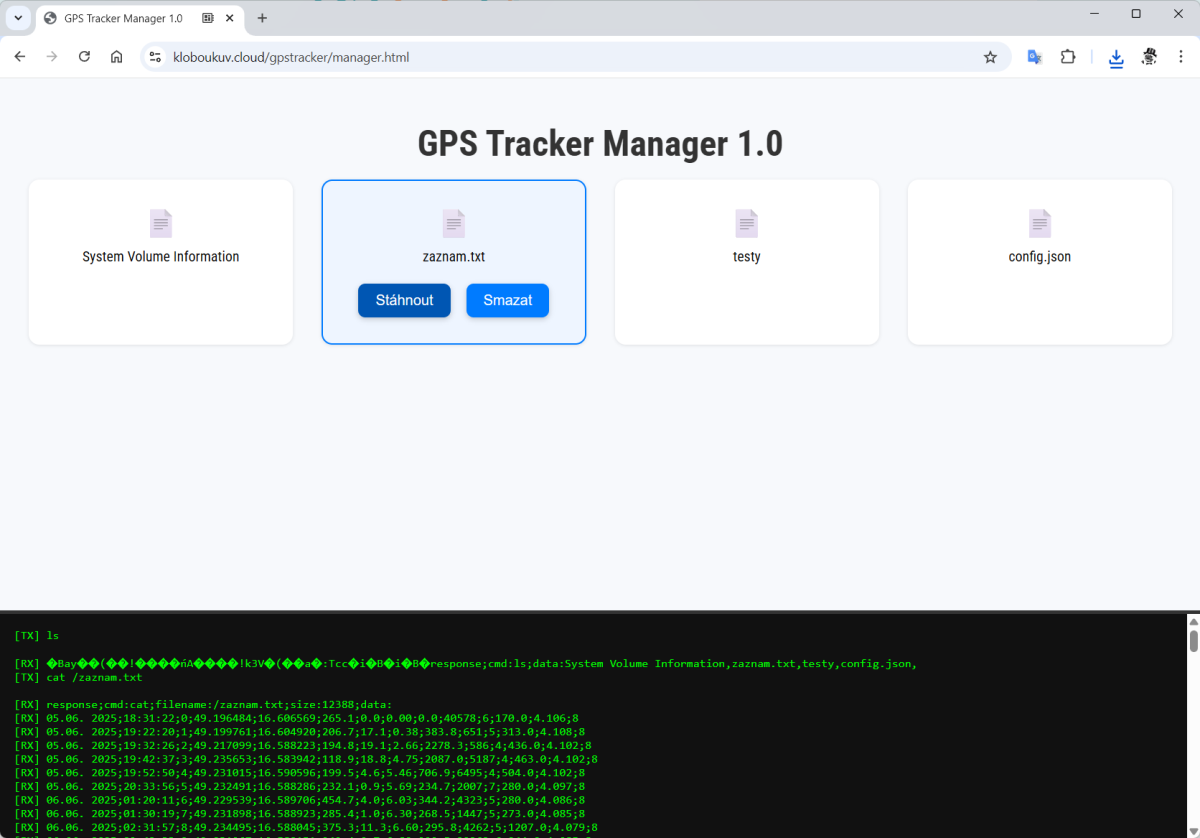 GPS Tracker Manager 1.0
kloboukuv.cloud/gpstracker/manager.html
GPS Tracker Manager 1.0
System Volume Information
zaznam.txt
testy
config.json
Stáhnout
Smazat
[TX] ls
[RX] �Bay��(��!����ńA����!k3V�(��a�:Tcc�i�B�i�B�response;cmd:ls;data:System Volume Information,zaznam.txt,testy,config.json,
[TX] cat /zaznam.txt
[RX] response;cmd:cat;filename:/zaznam.txt;size:12388;data:
[RX] 05.06. 2025;18:31:22;0;49.196484;16.606569;265.1;0.0;0.00;0.0;40578;6;170.0;4.106;8
[RX] 05.06. 2025;19:22:20;1;49.199761;16.604920;206.7;17.1;0.38;383.8;651;5;313.0;4.108;8
[RX] 05.06. 2025;19:32:26;2;49.217099;16.588223;194.8;19.1;2.66;2278.3;586;4;436.0;4.102;8
[RX] 05.06. 2025;19:42:37;3;49.235653;16.583942;118.9;18.8;4.75;2087.0;5187;4;463.0;4.102;8
[RX] 05.06. 2025;19:52:50;4;49.231015;16.590596;199.5;4.6;5.46;706.9;6495;4;504.0;4.102;8
[RX] 05.06. 2025;20:33:56;5;49.232491;16.588286;232.1;0.9;5.69;234.7;2007;7;280.0;4.097;8
[RX] 06.06. 2025;01:20:11;6;49.229539;16.589706;454.7;4.0;6.03;344.2;4323;5;280.0;4.086;8
[RX] 06.06. 2025;01:30:19;7;49.231898;16.588923;285.4;1.0;6.30;268.5;1447;5;273.0;4.085;8
[RX] 06.06. 2025;02:31:57;8;49.234495;16.588045;375.3;11.3;6.60;295.8;4262;5;1207.0;4.079;8